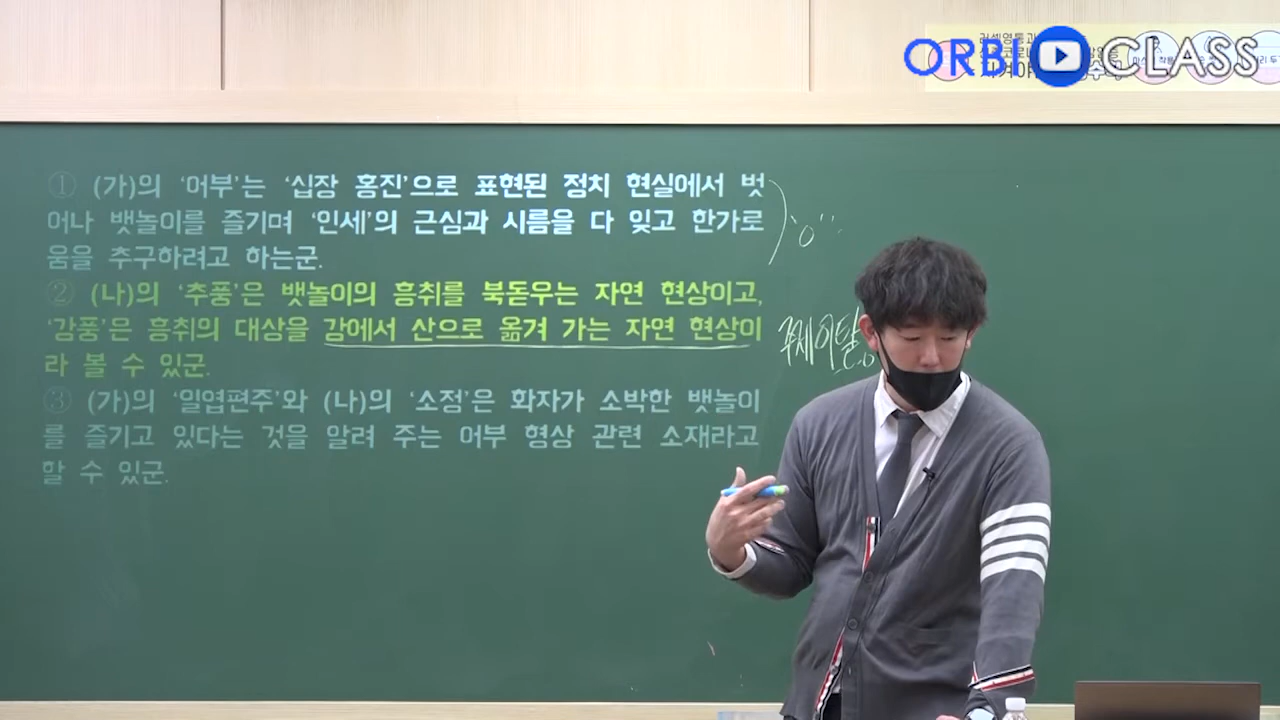 ORBI CLASS
① (가)의 '어부'는 '십장 홍진'으로 표현된 정치 현실에서 벗
어나 뱃놀이를 즐기며 '인세'의 근심과 시름을 다 잊고 한가로
움을 추구하려고 하는군.
② (나)의 '추풍'은 뱃놀이의 흥취를 북돋우는 자연 현상이고,
'강풍'은 흥취의 대상을 강에서 산으로 옮겨 가는 자연 현상이
라 볼 수 있군.
③ (가)의 '일엽편주'와 (나)의 '소정'은 화자가 소박한 뱃놀이
를 즐기고 있다는 것을 알려 주는 어부 형상 관련 소재라고
할 수 있군.